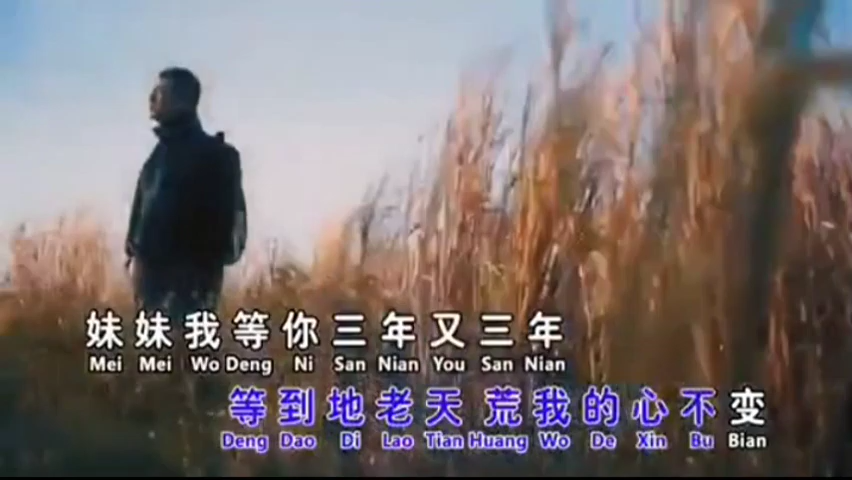 妹妹我等你三年又三年
Mei Mei Wo Deng Ni San Nian You San Nian
等到地老天荒我的心不变
Deng Dao Di Lao Tian Huang Wo De Xin Bu Bian